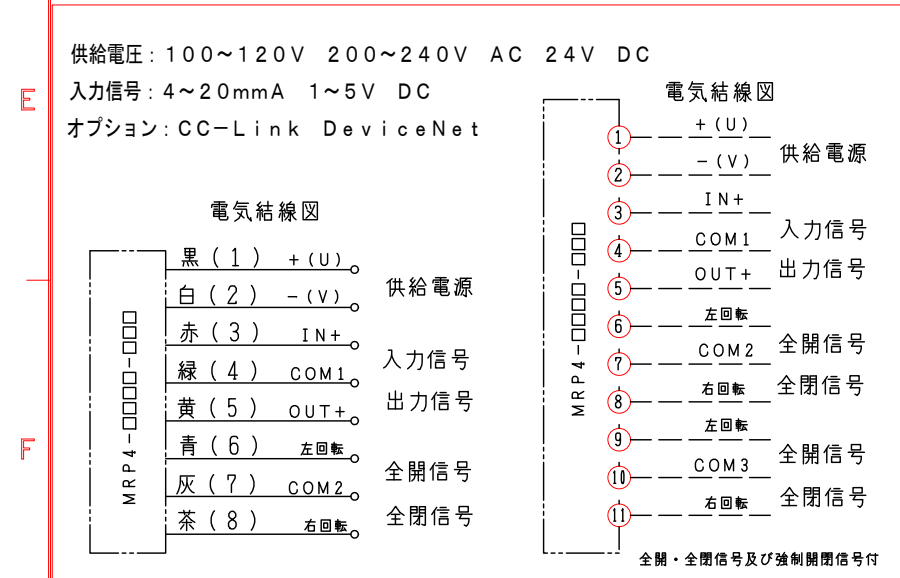 供給電圧：100～120V 200～240V AC 24V DC
入力信号：4～20mmA 1～5V DC
オプション：CC－Link DeviceNet
E
F
電気結線図
MRP4-□□□□-□□
黒(1) +(U)
白(2) -(V)
供給電源
赤(3) IN+
緑(4) COM1
入力信号
黄(5) OUT+
出力信号
青(6) 左回転
灰(7) COM2
全開信号
茶(8) 右回転
全閉信号
電気結線図
MRP4-□□□□-□□
① +(U)
② -(V)
供給電源
③ IN+
④ COM1
入力信号
⑤ OUT+
出力信号
⑥ 左回転
⑦ COM2
全開信号
⑧ 右回転
全閉信号
⑨ 左回転
⑩ COM3
全開信号
⑪ 右回転
全閉信号
全開・全閉信号及び強制開閉信号付